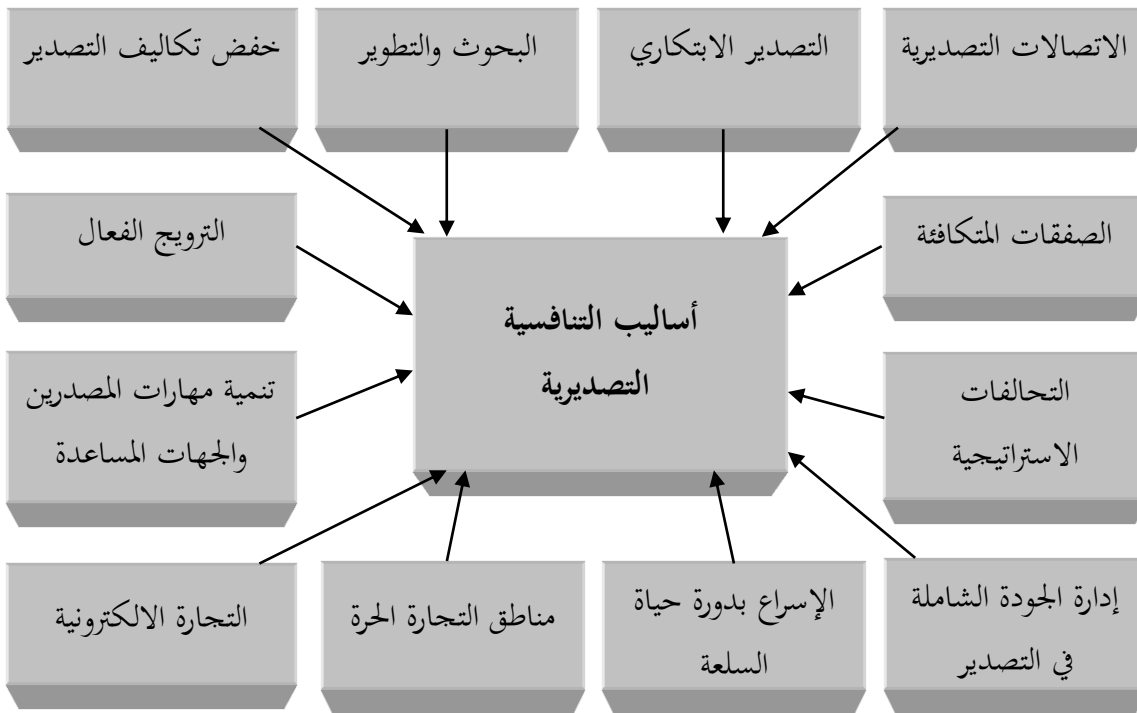 الاتصالات التصديرية
التصدير الابتكاري
البحوث والتطوير
خفض تكاليف التصدير
الصفقات المتكافئة
الترويج الفعال
أساليب التنافسية
التصديرية
التحالفات
الاستراتيجية
تنمية مهارات المصدرين
والجهات المساعدة
إدارة الجودة الشاملة
في التصدير
الإسراع بدورة حياة
السلعة
مناطق التجارة الحرة
التجارة الالكترونية